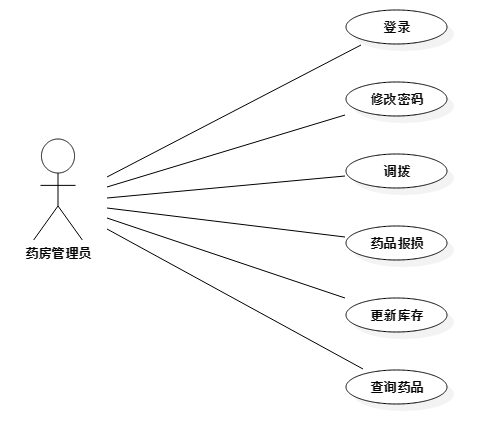 登录
修改密码
调拨
药房管理员
药品报损
更新库存
查询药品